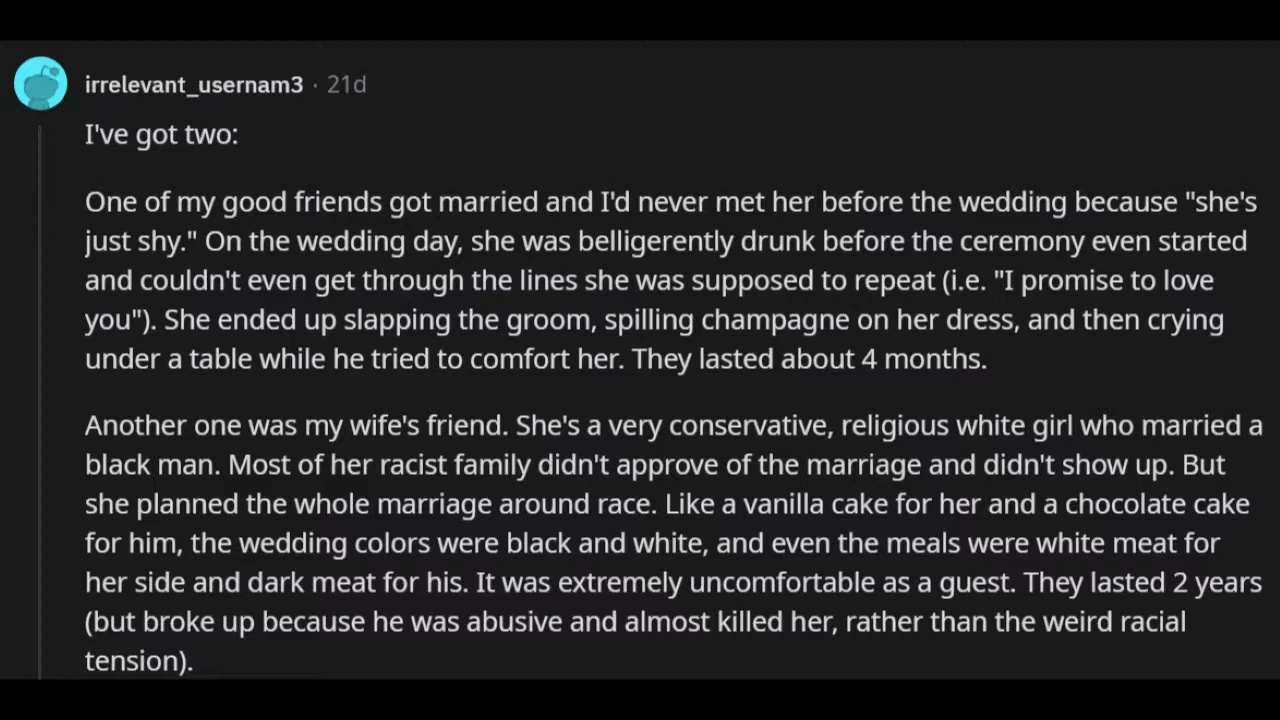 irrelevant_usernam3 · 21d
I've got two:
One of my good friends got married and I'd never met her before the wedding because "she's
just shy." On the wedding day, she was belligerently drunk before the ceremony even started
and couldn't even get through the lines she was supposed to repeat (i.e. "I promise to love
you"). She ended up slapping the groom, spilling champagne on her dress, and then crying
under a table while he tried to comfort her. They lasted about 4 months.
Another one was my wife's friend. She's a very conservative, religious white girl who married a
black man. Most of her racist family didn't approve of the marriage and didn't show up. But
she planned the whole marriage around race. Like a vanilla cake for her and a chocolate cake
for him, the wedding colors were black and white, and even the meals were white meat for
her side and dark meat for his. It was extremely uncomfortable as a guest. They lasted 2 years
(but broke up because he was abusive and almost killed her, rather than the weird racial
tension).